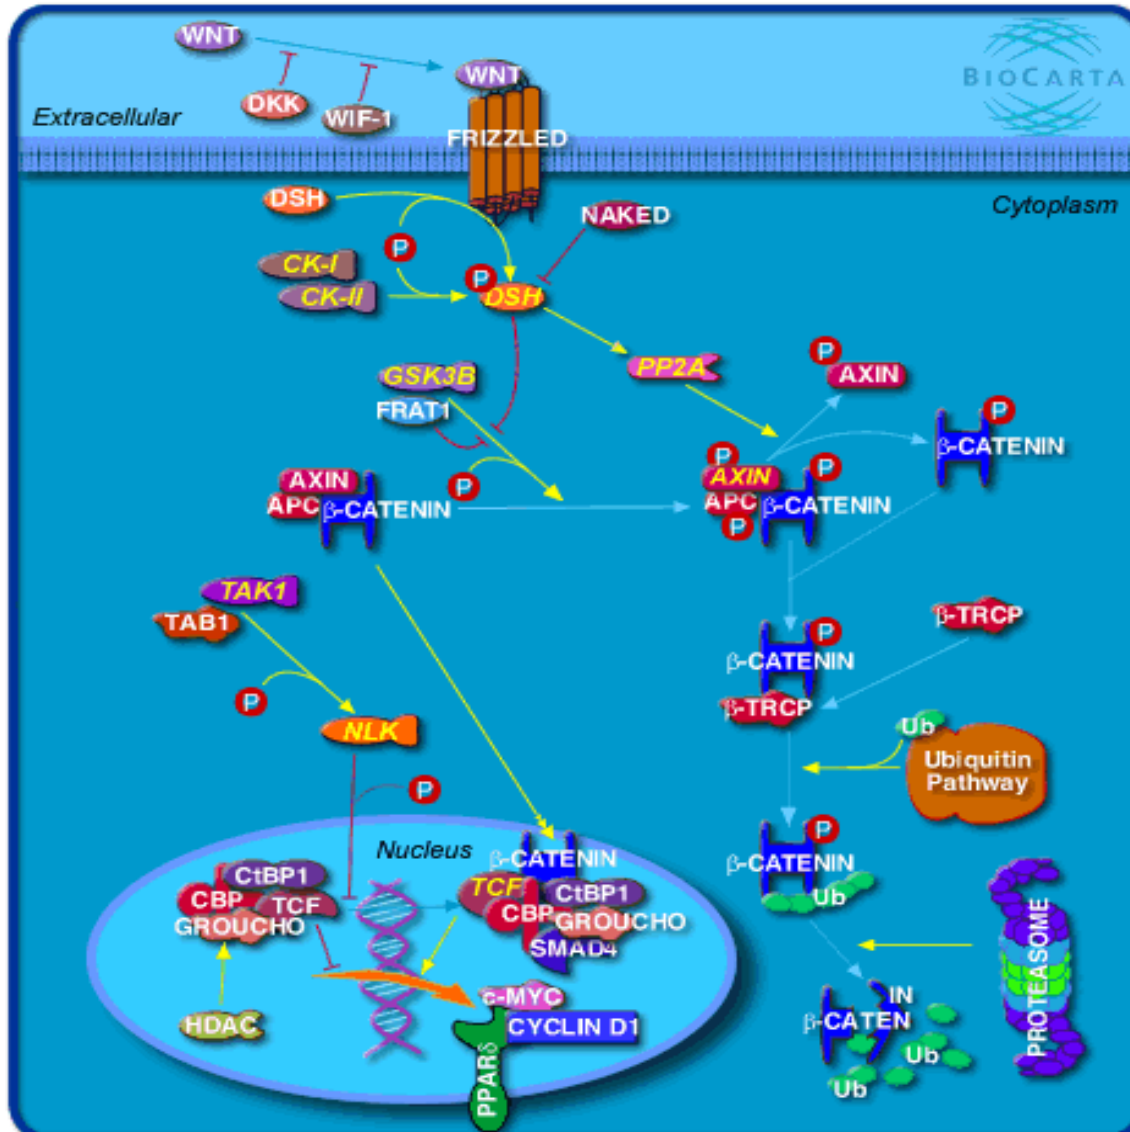 WNT
WNT
BIOCARTA
DKK
WIF-1
Extracellular
FRIZZLED
DSH
NAKED
Cytoplasm
P
CK-I
P
CK-II
DSH
GSK3B
PP2A
P
AXIN
FRAT1
P
β-CATENIN
P
AXIN
P
AXIN
P
APC
β-CATENIN
APC
β-CATENIN
P
TAK1
TAB1
P
β-TRCP
β-CATENIN
β-TRCP
P
NLK
Ub
Ubiquitin
Pathway
P
P
Nucleus
β-CATENIN
β-CATENIN
CtBP1
TCF
CtBP1
CBP
TCF
CBP
Ub
GROUCHO
GROUCHO
SMAD4
PROTEASOME
c-MYC
IN
HDAC
CYCLIN D1
β-CATEN
Ub
PPARδ
Ub